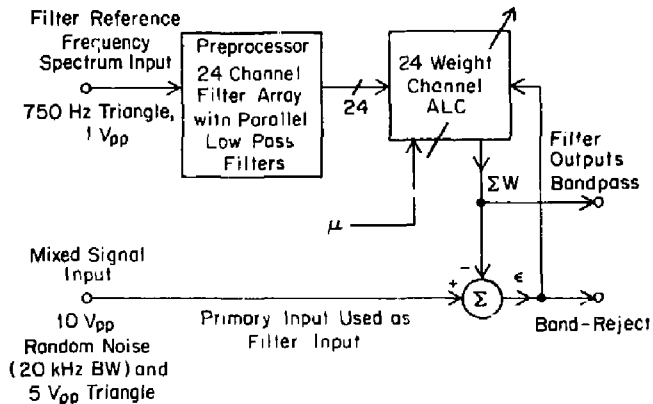 Filter Reference
Frequency
Spectrum Input
750 Hz Triangle,
1 Vpp
Preprocessor
24 Channel
Filter Array
with Parallel
Low Pass
Filters
24
24 Weight
Channel
ALC
μ
ΣW
Filter
Outputs
Bandpass
Mixed Signal
Input
10 Vpp
Random Noise
(20 kHz BW) and
5 Vpp Triangle
Primary Input Used as
Filter Input
+
-
Σ
ϵ
Band-Reject